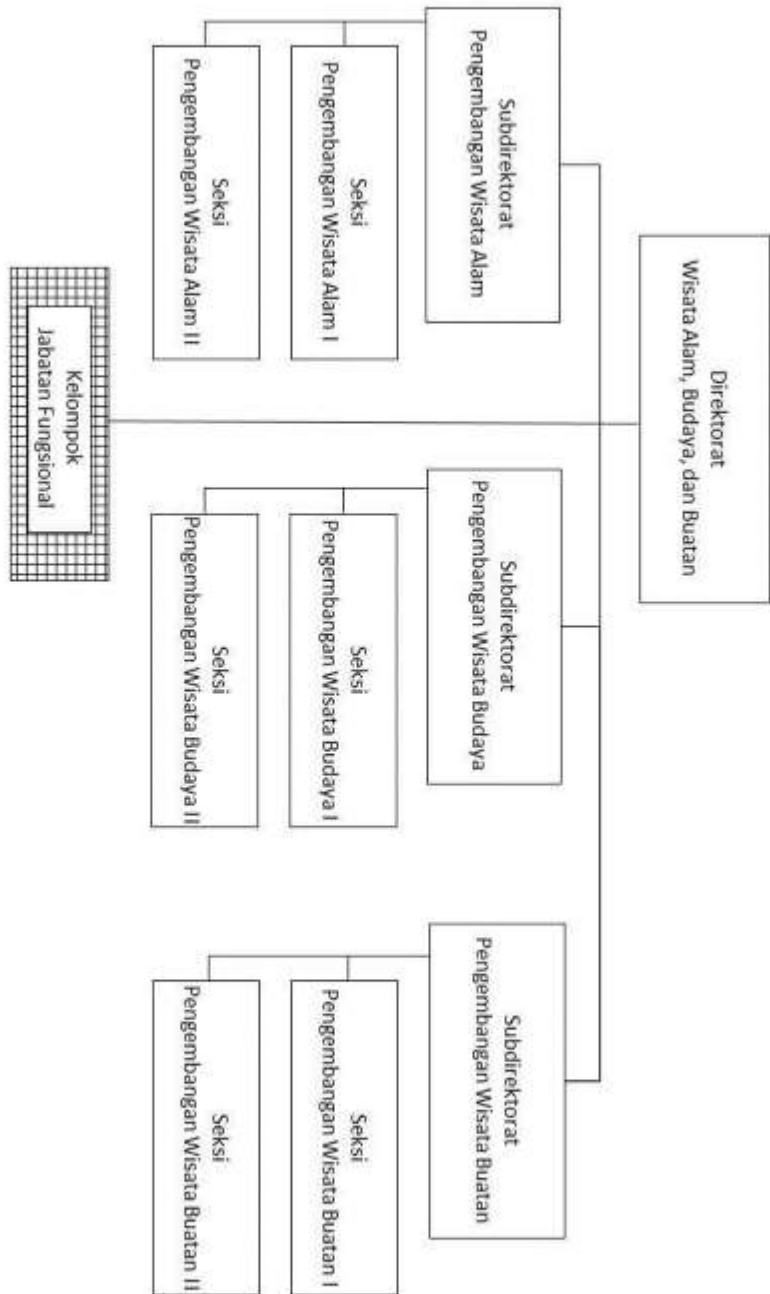 Direktorat
Wisata Alam, Budaya, dan Buatan
Subdirektorat
Pengembangan Wisata Alam
Subdirektorat
Pengembangan Wisata Budaya
Subdirektorat
Pengembangan Wisata Buatan
Seksi
Pengembangan Wisata Alam I
Seksi
Pengembangan Wisata Budaya I
Seksi
Pengembangan Wisata Buatan I
Seksi
Pengembangan Wisata Alam II
Seksi
Pengembangan Wisata Budaya II
Seksi
Pengembangan Wisata Buatan II
Kelompok
Jabatan Fungsional